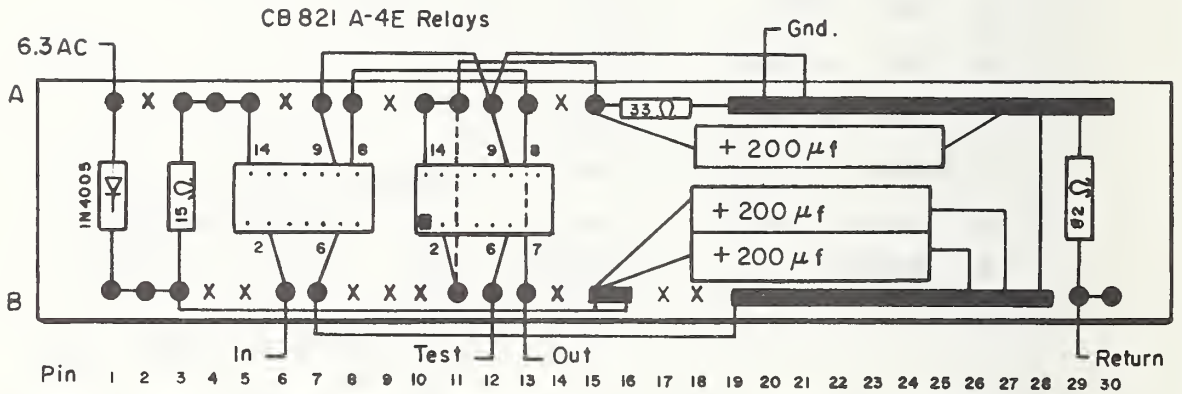 CB 821 A-4E Relays
6.3 AC
Gnd.
A
X X X X
33 Ω
14 9 8 14 9 8
+ 200 μf
1N4005
15 Ω
+ 200 μf
82 Ω
+ 200 μf
2 6 2 6 7
B
X X X X X X X X
In Test Out Return
Pin 1 2 3 4 5 6 7 8 9 10 11 12 13 14 15 16 17 18 19 20 21 22 23 24 25 26 27 28 29 30